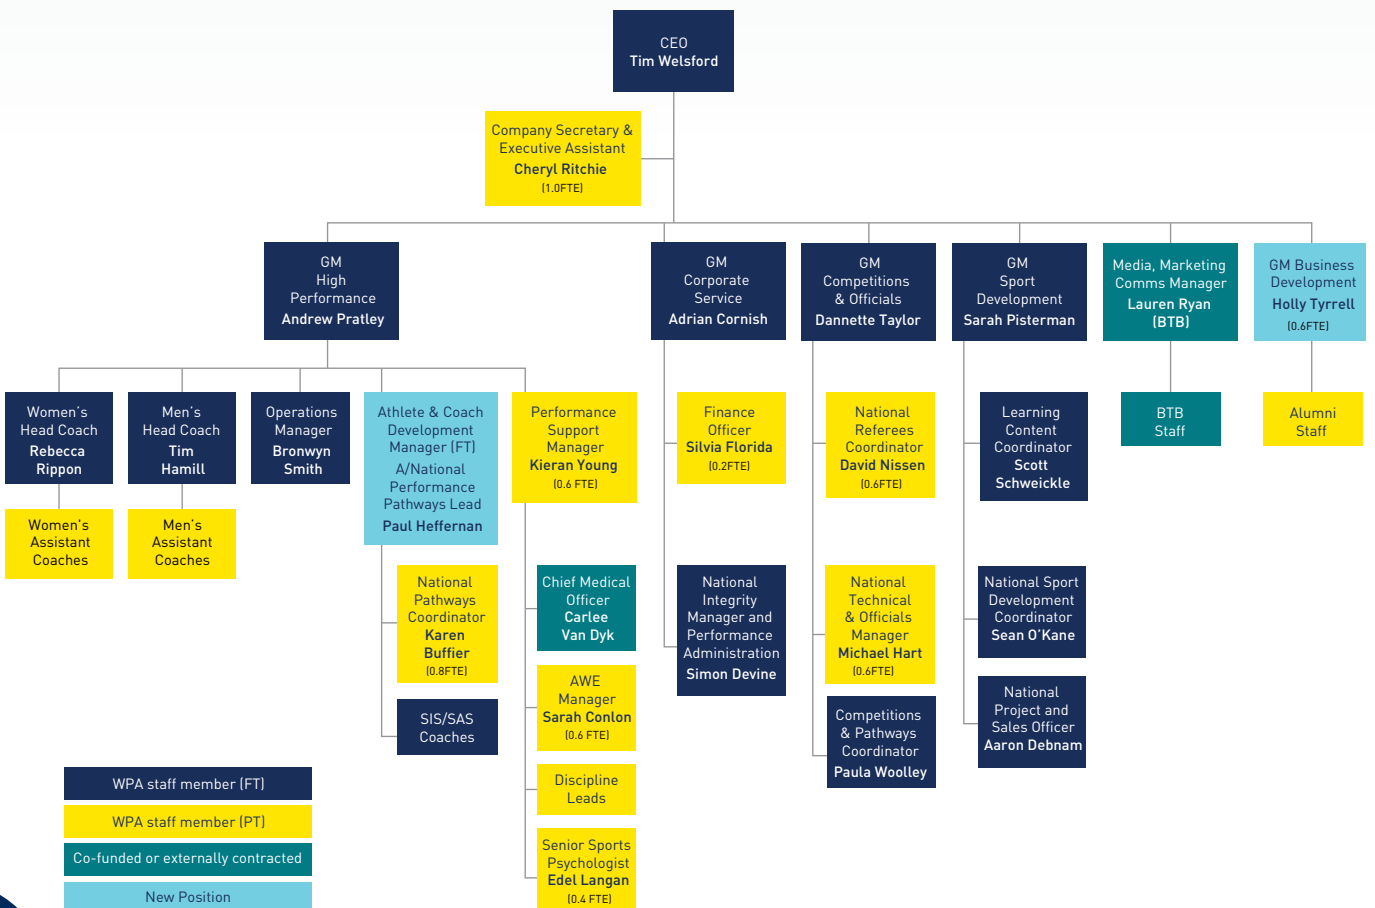 CEO
Tim Welsford
Company Secretary &
Executive Assistant
Cheryl Ritchie
(1.0FTE)
GM
High
Performance
Andrew Pratley
GM
Corporate
Service
Adrian Cornish
GM
Competitions
& Officials
Dannette Taylor
GM
Sport
Development
Sarah Pisterman
Media, Marketing
Comms Manager
Lauren Ryan
(BTB)
GM Business
Development
Holly Tyrrell
(0.6FTE)
Women's
Head Coach
Rebecca
Rippon
Men's
Head Coach
Tim
Hamill
Operations
Manager
Bronwyn
Smith
Athlete & Coach
Development
Manager (FT)
A/National
Performance
Pathways Lead
Paul Heffernan
Performance
Support
Manager
Kieran Young
(0.6 FTE)
Finance
Officer
Silvia Florida
(0.2FTE)
National
Referees
Coordinator
David Nissen
(0.6FTE)
Learning
Content
Coordinator
Scott
Schweickle
BTB
Staff
Alumni
Staff
Women's
Assistant
Coaches
Men's
Assistant
Coaches
National
Pathways
Coordinator
Karen
Buffier
(0.8FTE)
Chief Medical
Officer
Carlee
Van Dyk
National
Integrity
Manager and
Performance
Administration
Simon Devine
National
Technical
& Officials
Manager
Michael Hart
(0.6FTE)
National Sport
Development
Coordinator
Sean O'Kane
SIS/SAS
Coaches
AWE
Manager
Sarah Conlon
(0.6 FTE)
Competitions
& Pathways
Coordinator
Paula Woolley
National
Project and
Sales Officer
Aaron Debnam
Discipline
Leads
Senior Sports
Psychologist
Edel Langan
(0.4 FTE)
WPA staff member (FT)
WPA staff member (PT)
Co-funded or externally contracted
New Position